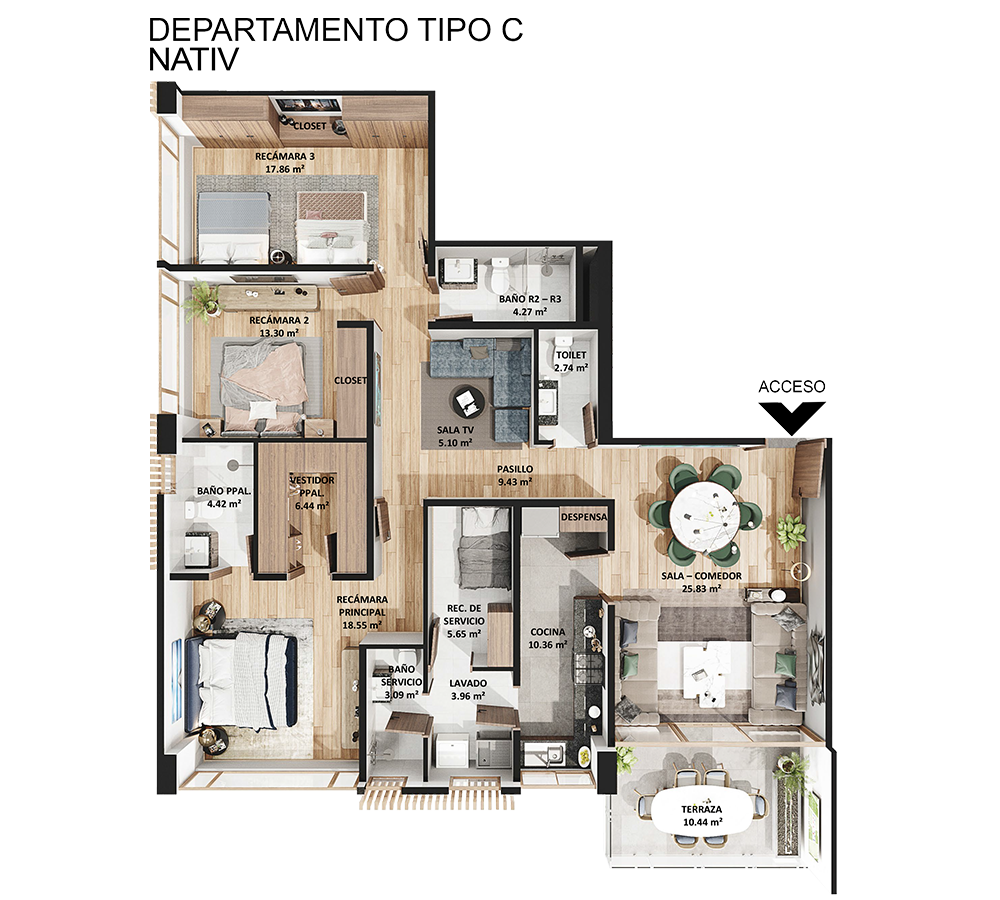 DEPARTAMENTO TIPO C
NATIV
CLOSET
RECÁMARA 3
17.86 m²
BAÑO R2 – R3
4.27 m²
RECÁMARA 2
13.30 m²
CLOSET
TOILET
2.74 m²
ACCESO
SALA TV
5.10 m²
PASILLO
9.43 m²
VESTIDOR
PPAL.
6.44 m²
BAÑO PPAL.
4.42 m²
DESPENSA
SALA – COMEDOR
25.83 m²
RECÁMARA
PRINCIPAL
18.55 m²
REC. DE
SERVICIO
5.65 m²
COCINA
10.36 m²
BAÑO
SERVICIO
3.09 m²
LAVADO
3.96 m²
TERRAZA
10.44 m²